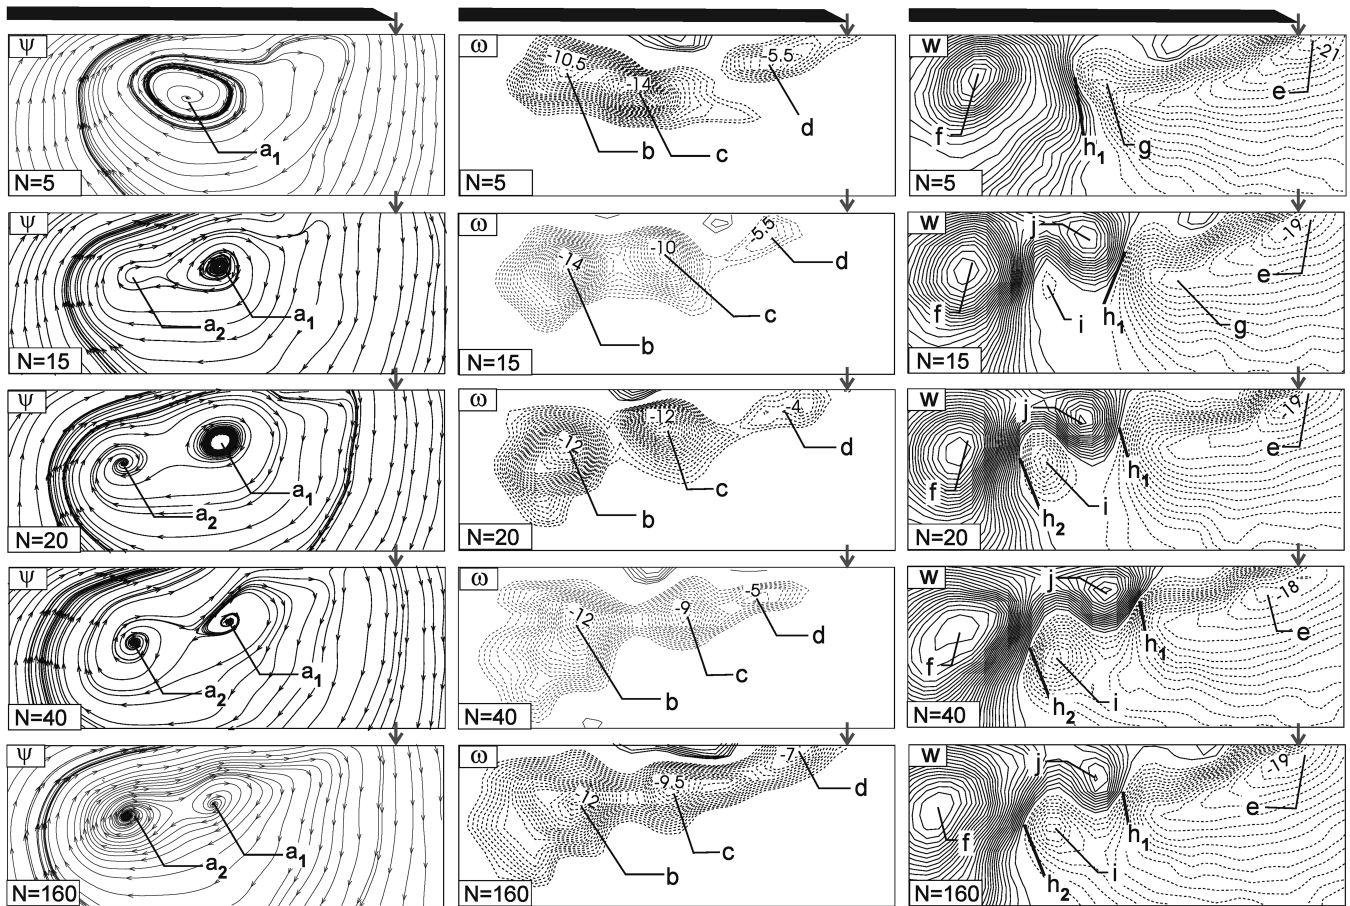 ψ ω w
-10.5 -14 -5.5 -21
a1 b c d f h1 g e
N=5 N=5 N=5
ψ ω w
-14 -10 -5.5 j -19
a2 a1 b c d f i h1 g e
N=15 N=15 N=15
ψ ω w
-12 -12 -4 j -19
a2 a1 b c d f h2 i h1 e
N=20 N=20 N=20
ψ ω w
-12 -9 -5 j -18
a2 a1 b c d f h2 i h1 e
N=40 N=40 N=40
ψ ω w
-12 -9.5 -7 j -19
a2 a1 b c d f h2 i h1 e
N=160 N=160 N=160